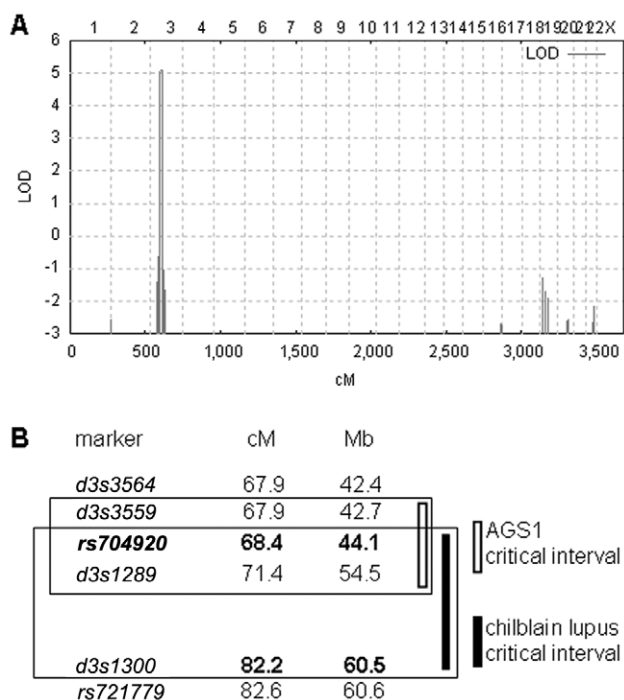 A
1 2 3 4 5 6 7 8 9 10 11 12 13 14 15 16 17 18 19 20 21 22 X
6
LOD
5
4
3
2
1
0
-1
-2
-3
LOD
0 500 1,000 1,500 2,000 2,500 3,000 3,500
cM
B marker cM Mb
d3s3564 67.9 42.4
d3s3559 67.9 42.7
rs704920 68.4 44.1
d3s1289 71.4 54.5
d3s1300 82.2 60.5
rs721779 82.6 60.6
AGS1
critical interval
chilblain lupus
critical interval